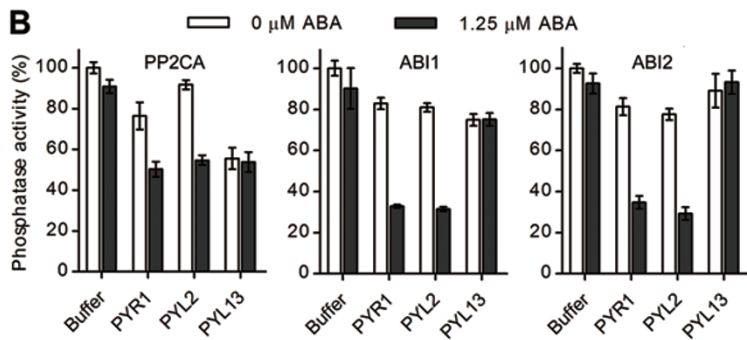 B
0 µM ABA
1.25 µM ABA
Phosphatase activity (%)
PP2CA
100
80
60
40
20
0
Buffer
PYR1
PYL2
PYL13
ABI1
100
80
60
40
20
0
Buffer
PYR1
PYL2
PYL13
ABI2
100
80
60
40
20
0
Buffer
PYR1
PYL2
PYL13